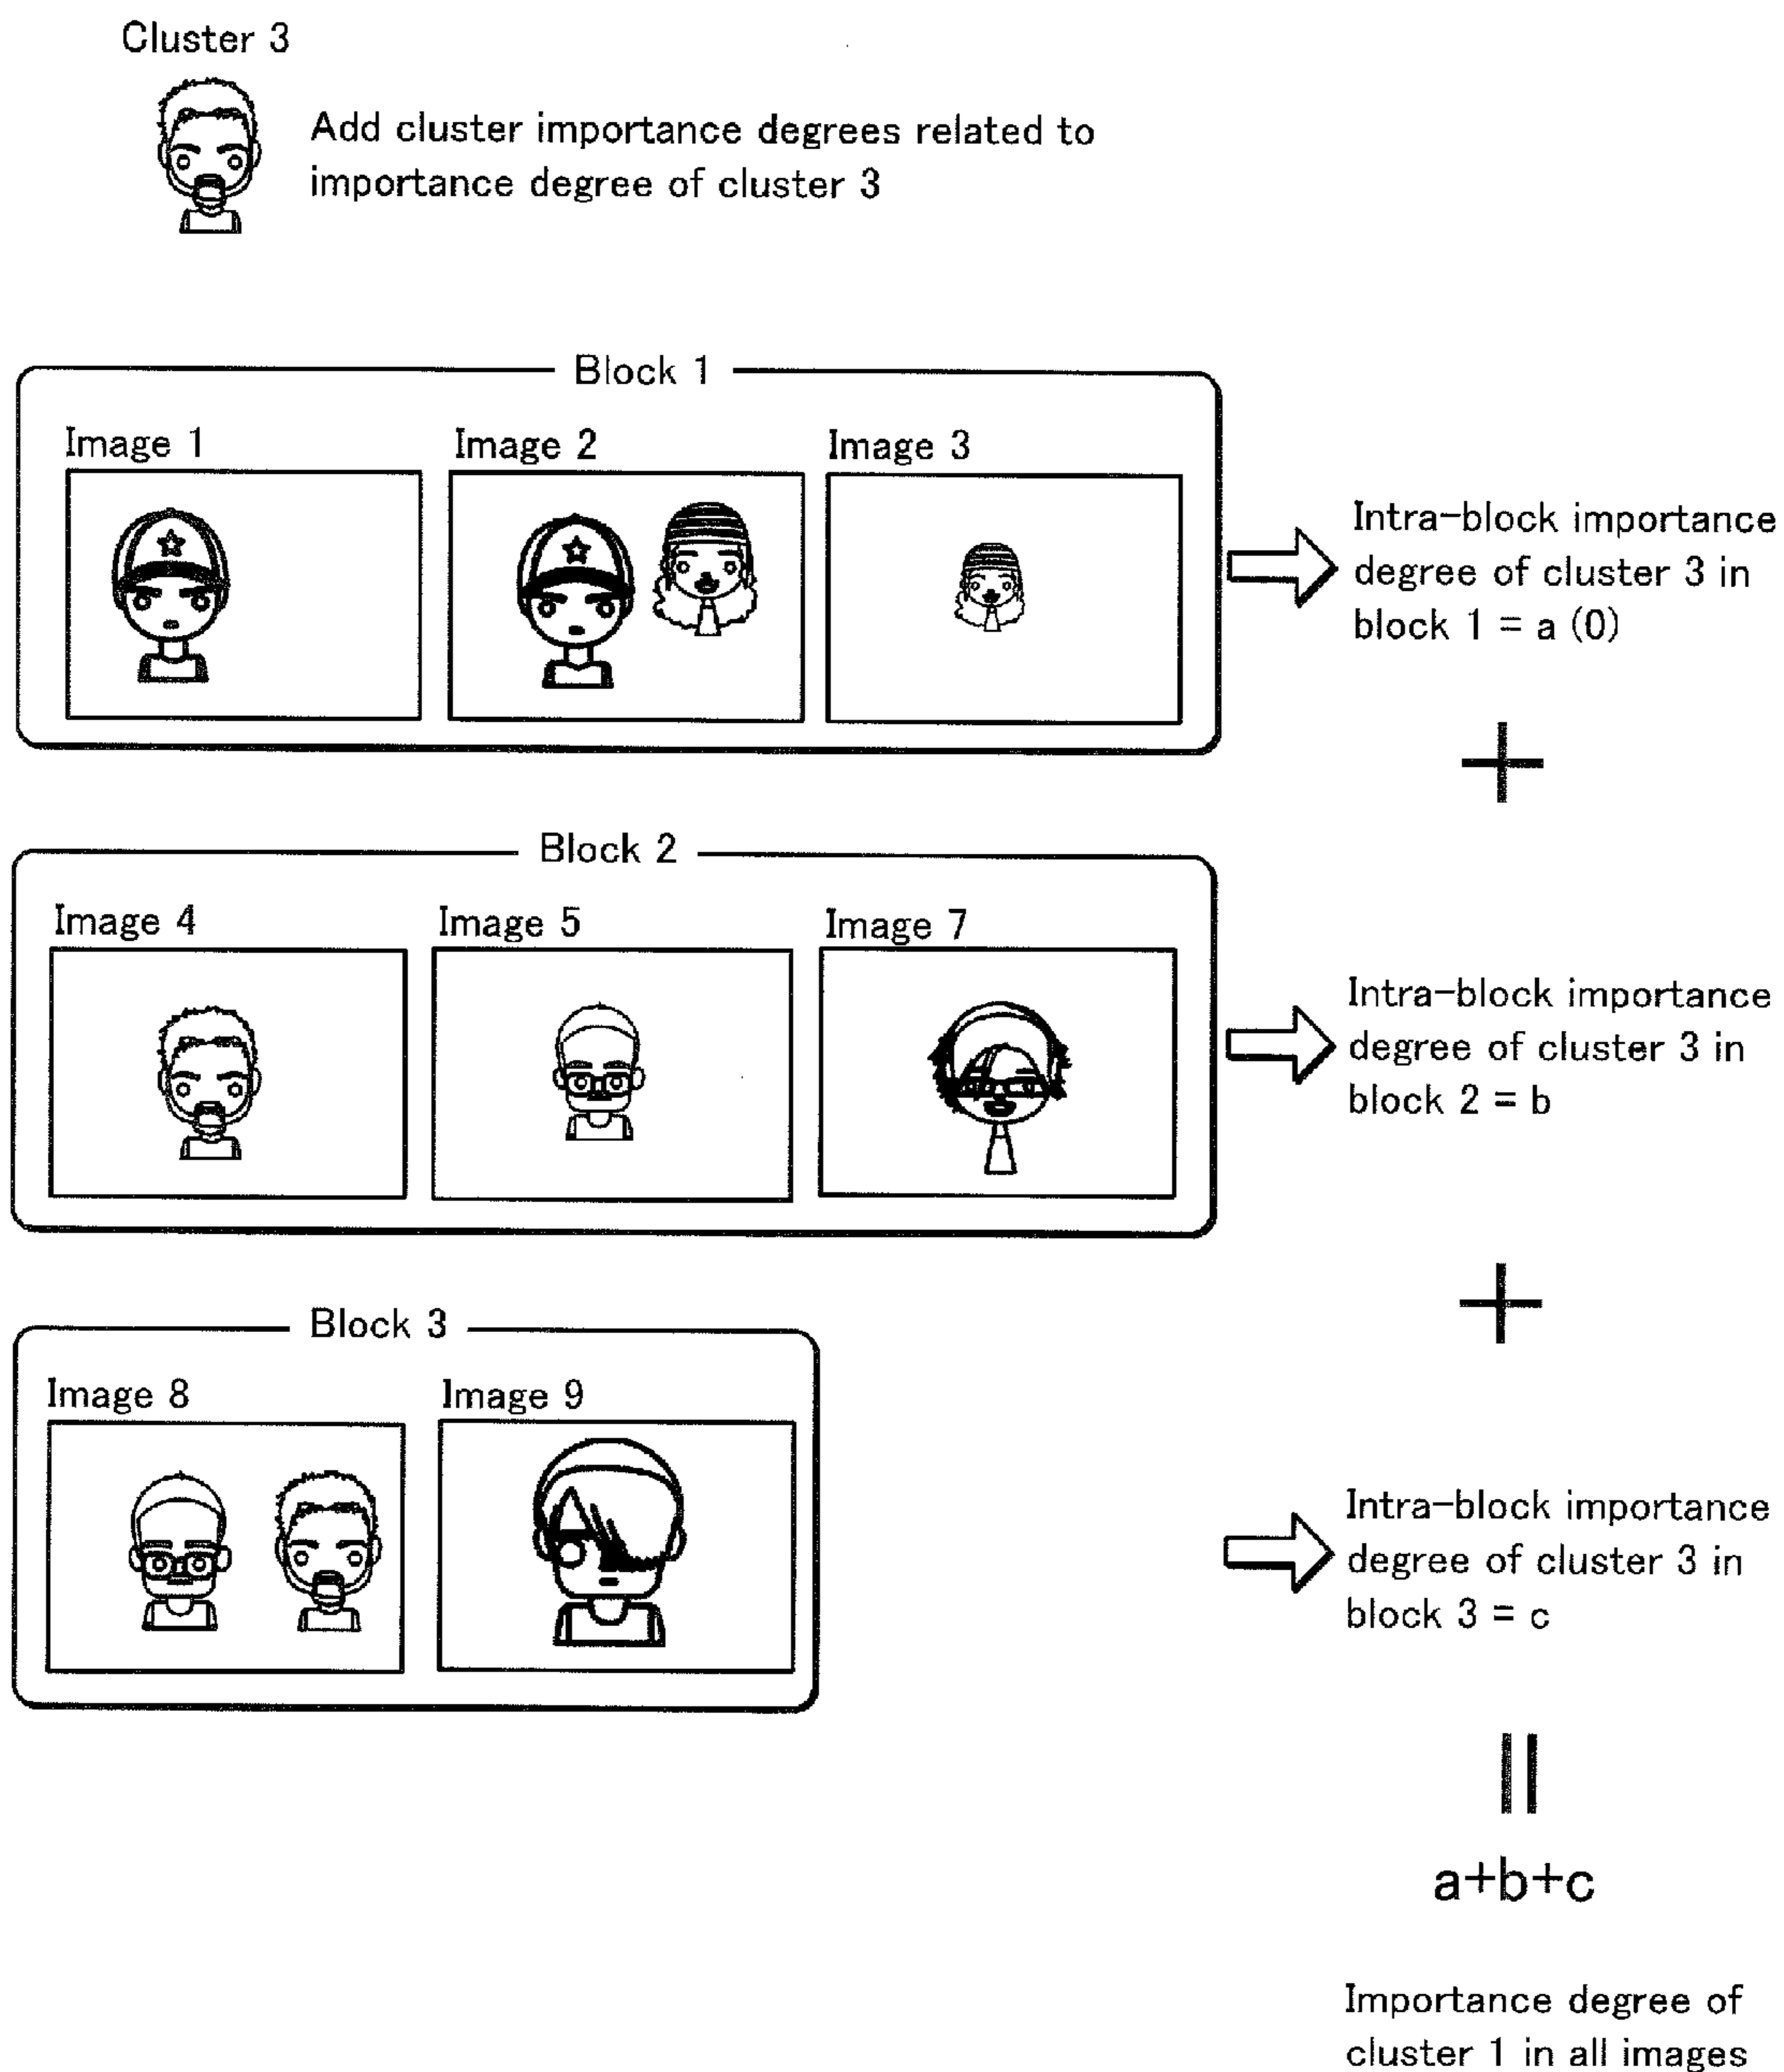 Cluster 3
Add cluster importance degrees related to
importance degree of cluster 3
Block 1
Image 1
Image 2
Image 3
Intra-block importance
degree of cluster 3 in
block 1 = a (0)
+
Block 2
Image 4
Image 5
Image 7
Intra-block importance
degree of cluster 3 in
block 2 = b
+
Block 3
Image 8
Image 9
Intra-block importance
degree of cluster 3 in
block 3 = c
=
a+b+c
Importance degree of
cluster 1 in all images